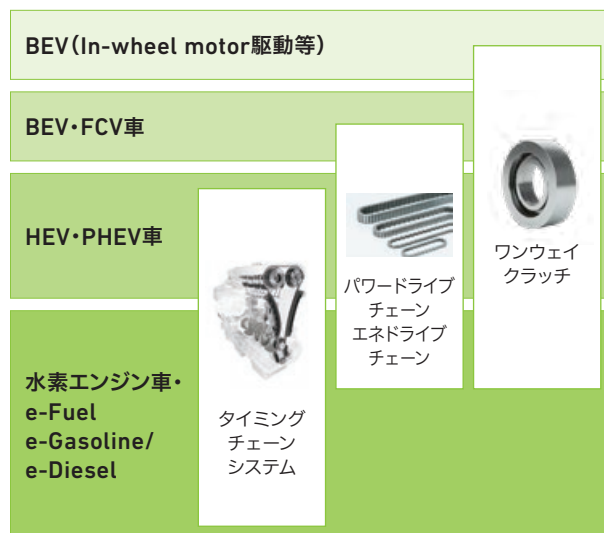 BEV(In-wheel motor駆動等)
BEV・FCV車
HEV・PHEV車
水素エンジン車・
e-Fuel
e-Gasoline/
e-Diesel
タイミング
チェーン
システム
パワードライブ
チェーン
エネドライブ
チェーン
ワンウェイ
クラッチ